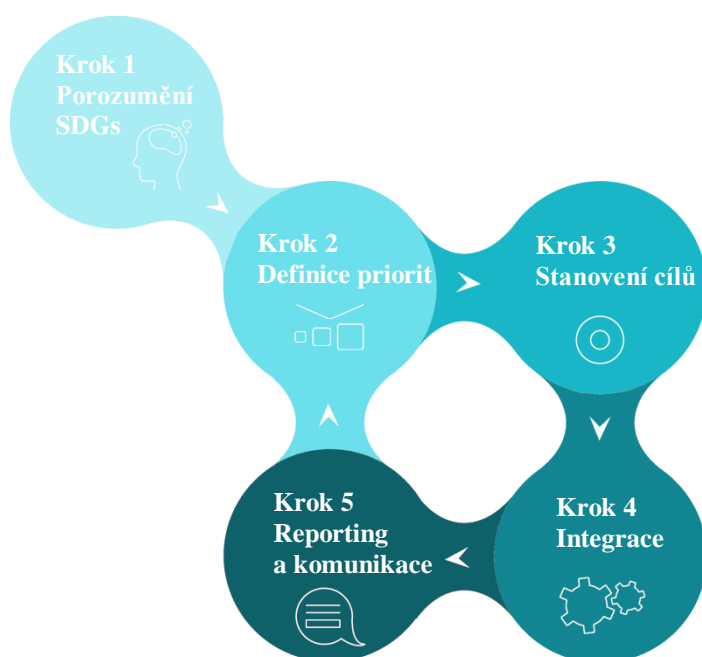 Krok 1
Porozumění
SDGs
Krok 2
Definice priorit
Krok 3
Stanovení cílů
Krok 4
Integrace
Krok 5
Reporting
a komunikace